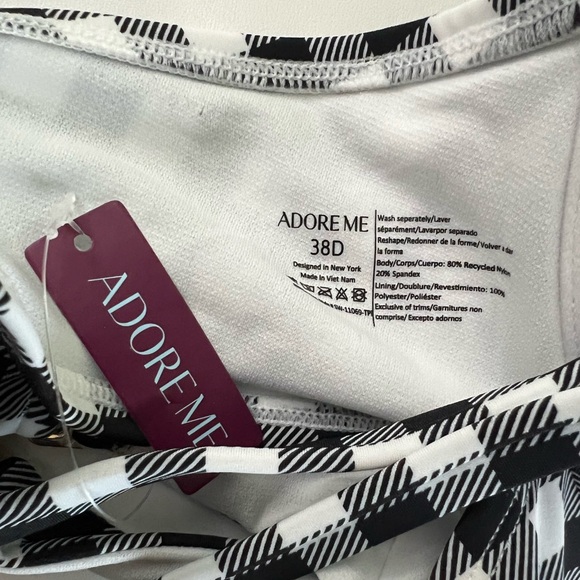 ADORE ME
ADORE ME
38D
Designed in New York
Made in Viet Nam
Wash seperately/Laver
séparément/Lavarpor separado
Reshape/Redonner de la forme/Volver a dar
la forma
Body/Corps/Cuerpo: 80% Recycled Nylon
20% Spandex
Lining/Doublure/Revestimiento: 100%
Polyester/Poliéster
Exclusive of trims/Garnitures non
comprise/Excepto adornos